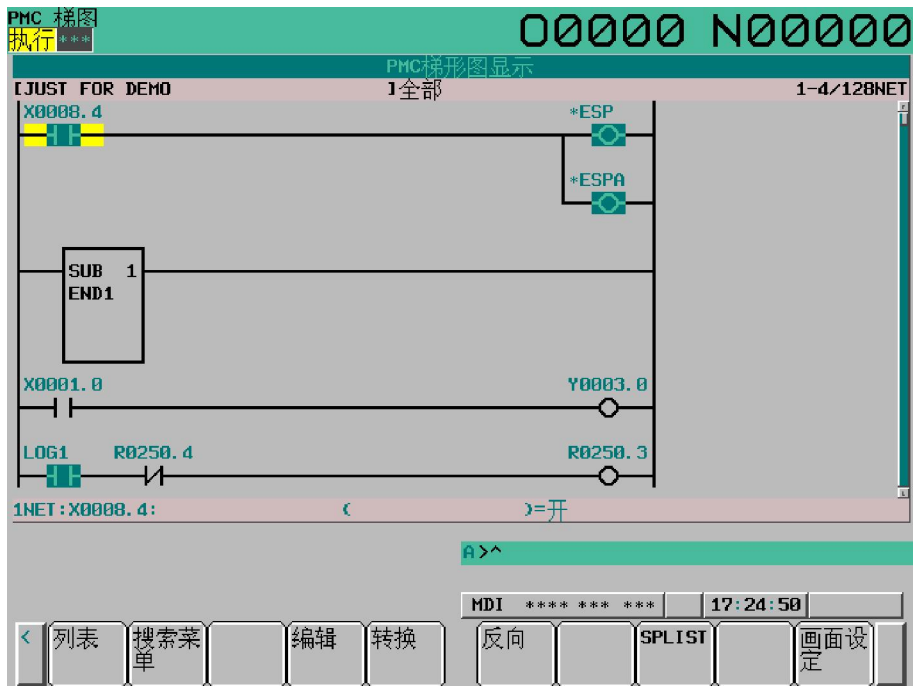 PMC 梯图
执行 *** O0000 N00000
PMC梯形图显示
[JUST FOR DEMO ]全部 1-4/128NET
X0008.4 *ESP
*ESPA
SUB 1
END1
X0001.0 Y0003.0
LOG1 R0250.4 R0250.3
1NET:X0008.4: ( )=开
A>^
MDI **** *** *** 17:24:50
< 列表 搜索菜单 编辑 转换 反向 SPLIST 画面设定